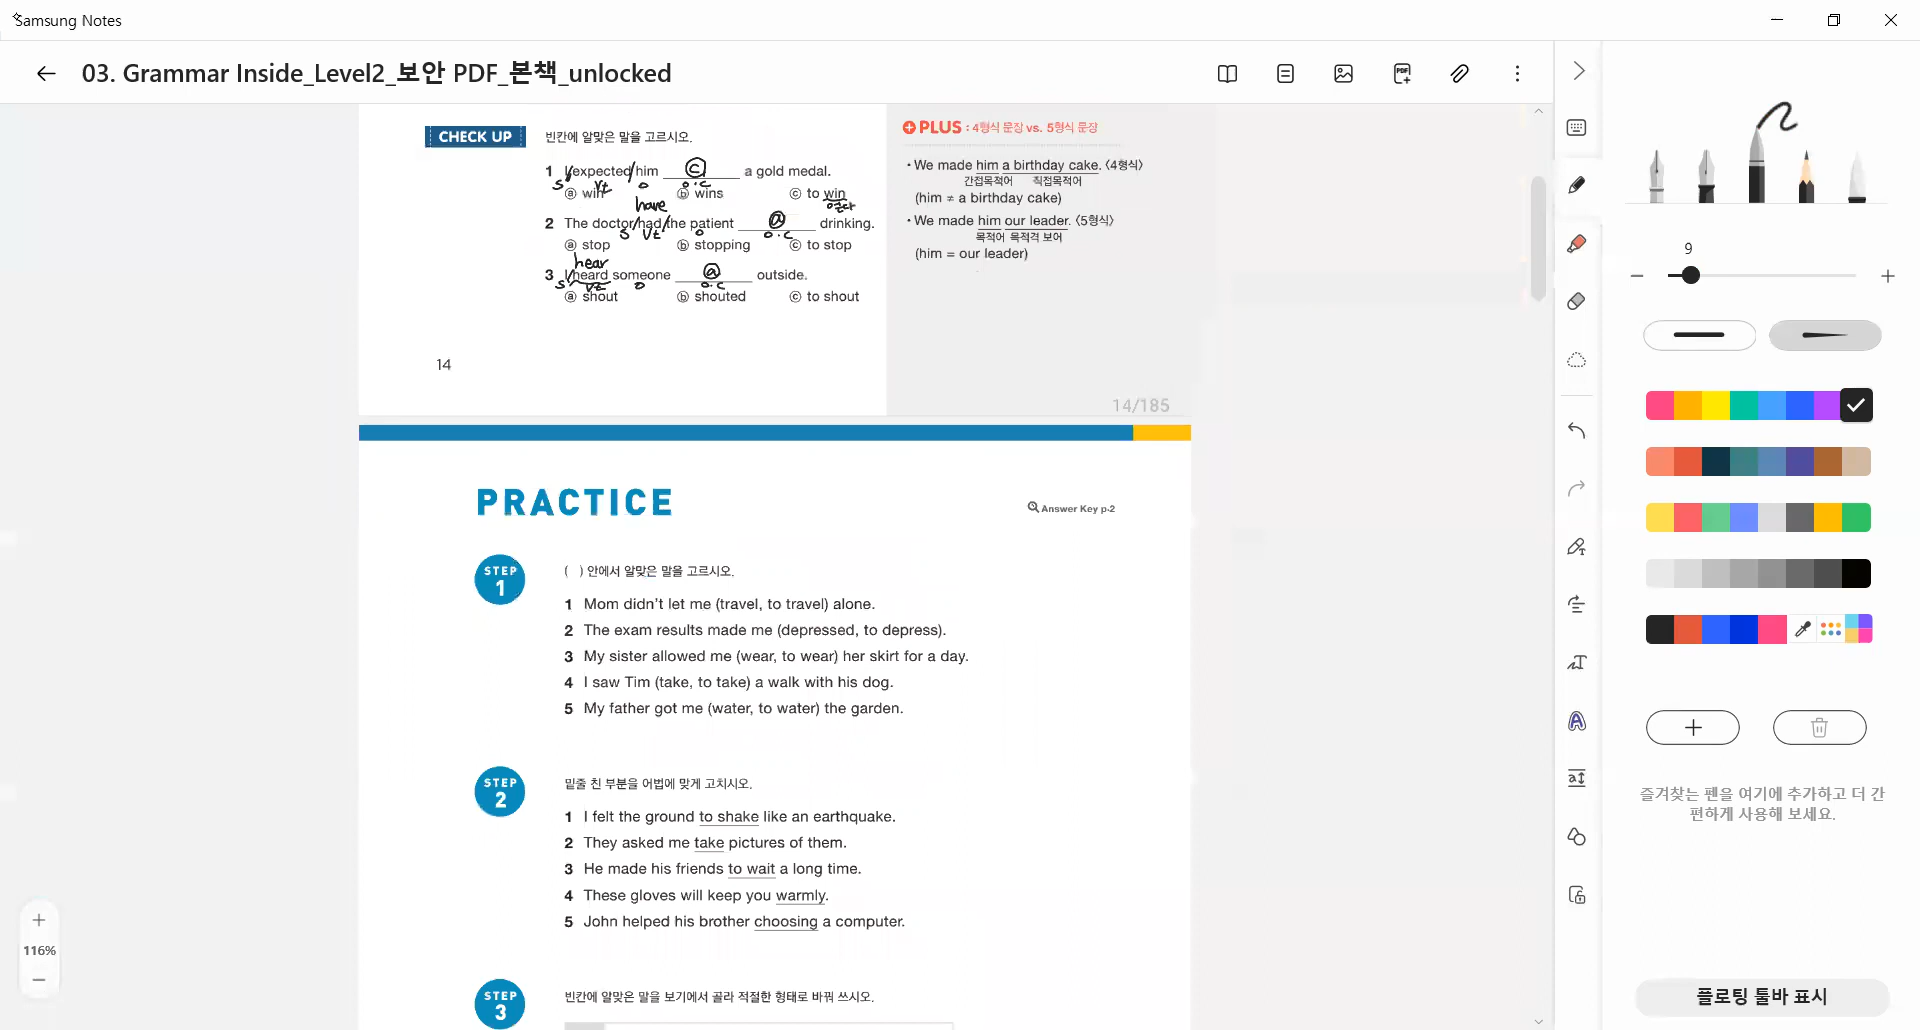 Samsung Notes
03. Grammar Inside_Level2_보안 PDF_본책_unlocked
CHECK UP 빈칸에 알맞은 말을 고르시오.
1 I expected him ⓒ a gold medal.
S Vt O O.C
ⓐ win ⓑ wins ⓒ to win
have
2 The doctor had the patient ⓐ drinking.
S Vt O O.C
ⓐ stop ⓑ stopping ⓒ to stop
hear
3 I heard someone ⓐ outside.
S Vt O O.C
ⓐ shout ⓑ shouted ⓒ to shout
14
PLUS : 4형식 문장 vs. 5형식 문장
• We made him a birthday cake. 〈4형식〉
간접목적어 직접목적어
(him ≠ a birthday cake)
• We made him our leader. 〈5형식〉
목적어 목적격 보어
(him = our leader)
14/185
PRACTICE
Answer Key p.2
STEP 1
( ) 안에서 알맞은 말을 고르시오.
1 Mom didn't let me (travel, to travel) alone.
2 The exam results made me (depressed, to depress).
3 My sister allowed me (wear, to wear) her skirt for a day.
4 I saw Tim (take, to take) a walk with his dog.
5 My father got me (water, to water) the garden.
STEP 2
밑줄 친 부분을 어법에 맞게 고치시오.
1 I felt the ground to shake like an earthquake.
2 They asked me take pictures of them.
3 He made his friends to wait a long time.
4 These gloves will keep you warmly.
5 John helped his brother choosing a computer.
STEP 3
빈칸에 알맞은 말을 보기에서 골라 적절한 형태로 바꿔 쓰시오.
116%
9
즐겨찾는 펜을 여기에 추가하고 더 간
편하게 사용해 보세요.
플로팅 툴바 표시